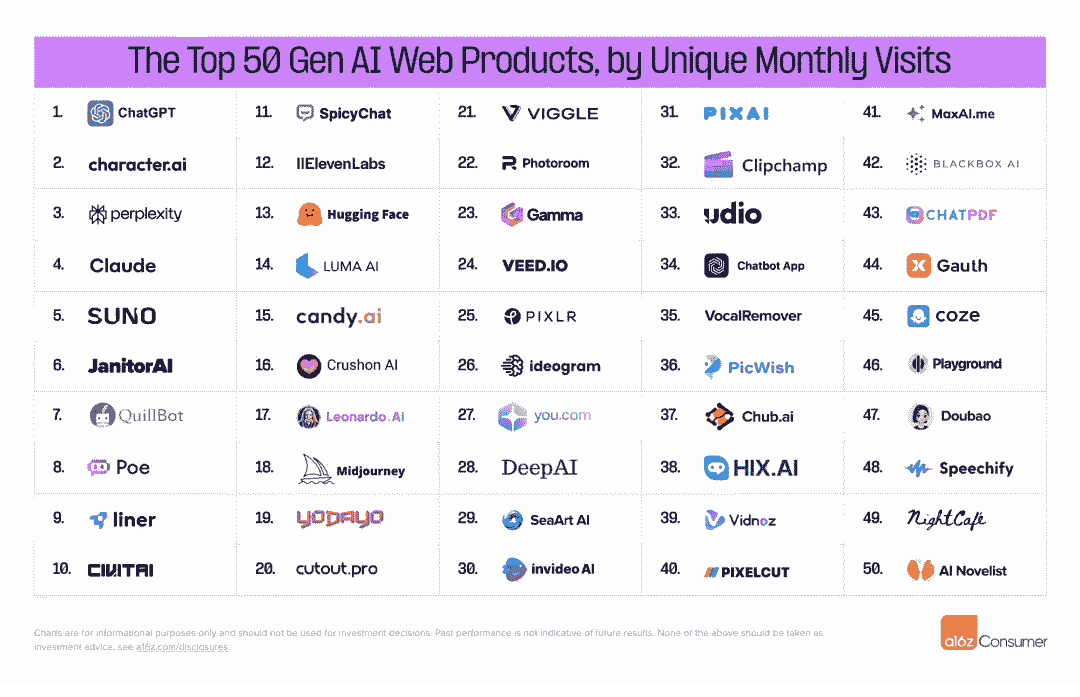 The Top 50 Gen AI Web Products, by Unique Monthly Visits
1. ChatGPT
2. character.ai
3. perplexity
4. Claude
5. SUNO
6. JanitorAI
7. QuillBot
8. Poe
9. liner
10. CIVITAI
11. SpicyChat
12. IIElevenLabs
13. Hugging Face
14. LUMA AI
15. candy.ai
16. Crushon AI
17. Leonardo.Ai
18. Midjourney
19. YODAYO
20. cutout.pro
21. VIGGLE
22. Photoroom
23. Gamma
24. VEED.IO
25. PIXLR
26. ideogram
27. you.com
28. DeepAI
29. SeaArt AI
30. invideo AI
31. PIXAI
32. Clipchamp
33. udio
34. Chatbot App
35. VocalRemover
36. PicWish
37. Chub.ai
38. HIX.AI
39. Vidnoz
40. PIXELCUT
41. MaxAI.me
42. BLACKBOX AI
43. CHATPDF
44. Gauth
45. coze
46. Playground
47. Doubao
48. Speechify
49. NightCafé
50. AI Novelist
Charts are for informational purposes only and should not be used for investment decisions. Past performance is not indicative of future results. None of the above should be taken as
investment advice, see a16z.com/disclosures.
a16z Consumer